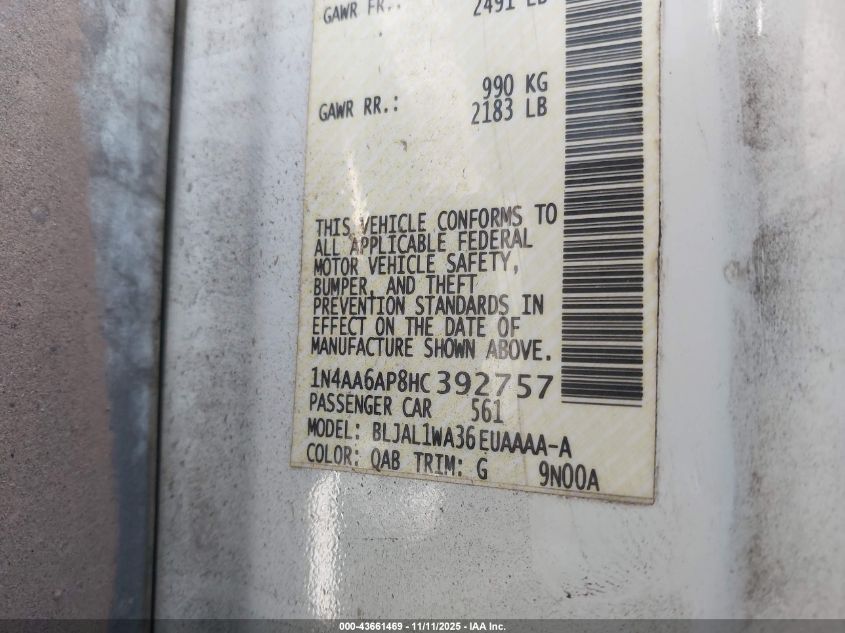 GAWR FR.: 2491 LB
990 KG
GAWR RR.: 2183 LB
THIS VEHICLE CONFORMS TO
ALL APPLICABLE FEDERAL
MOTOR VEHICLE SAFETY,
BUMPER, AND THEFT
PREVENTION STANDARDS IN
EFFECT ON THE DATE OF
MANUFACTURE SHOWN ABOVE.
1N4AA6AP8HC392757
PASSENGER CAR 561
MODEL: BLJAL1WA36EUAAAA-A
COLOR: QAB TRIM: G 9N00A
000-43661469 - 11/11/2025 - IAA Inc.